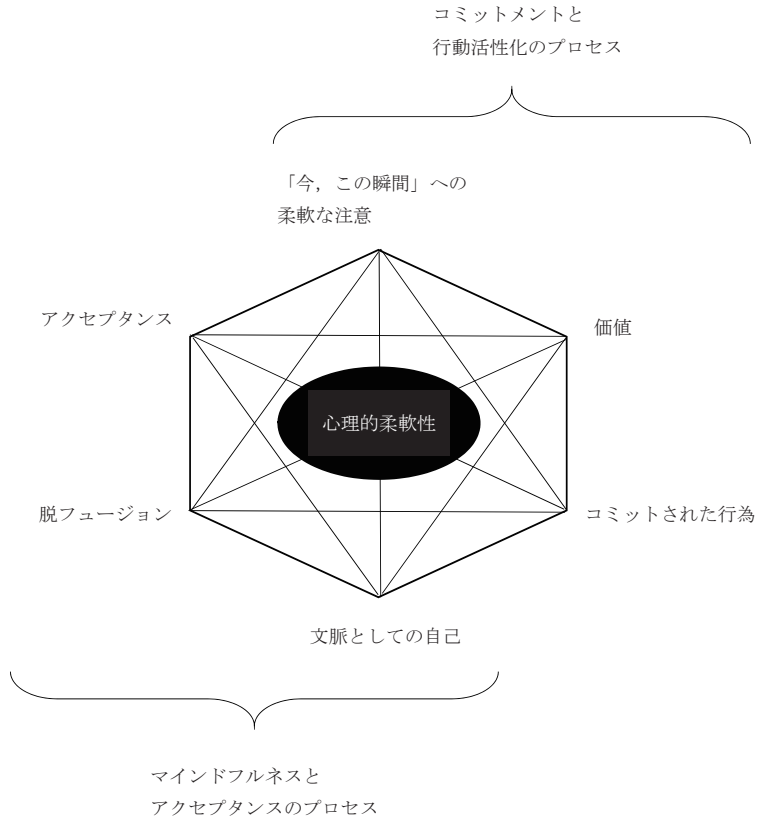 コミットメントと
行動活性化のプロセス
「今，この瞬間」への
柔軟な注意
アクセプタンス
価値
心理的柔軟性
脱フュージョン
コミットされた行為
文脈としての自己
マインドフルネスと
アクセプタンスのプロセス